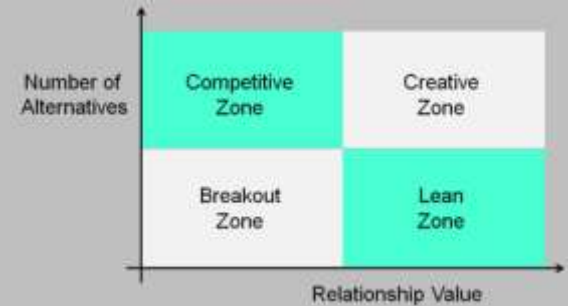 Number of
Alternatives
Competitive
Zone
Creative
Zone
Breakout
Zone
Lean
Zone
Relationship Value